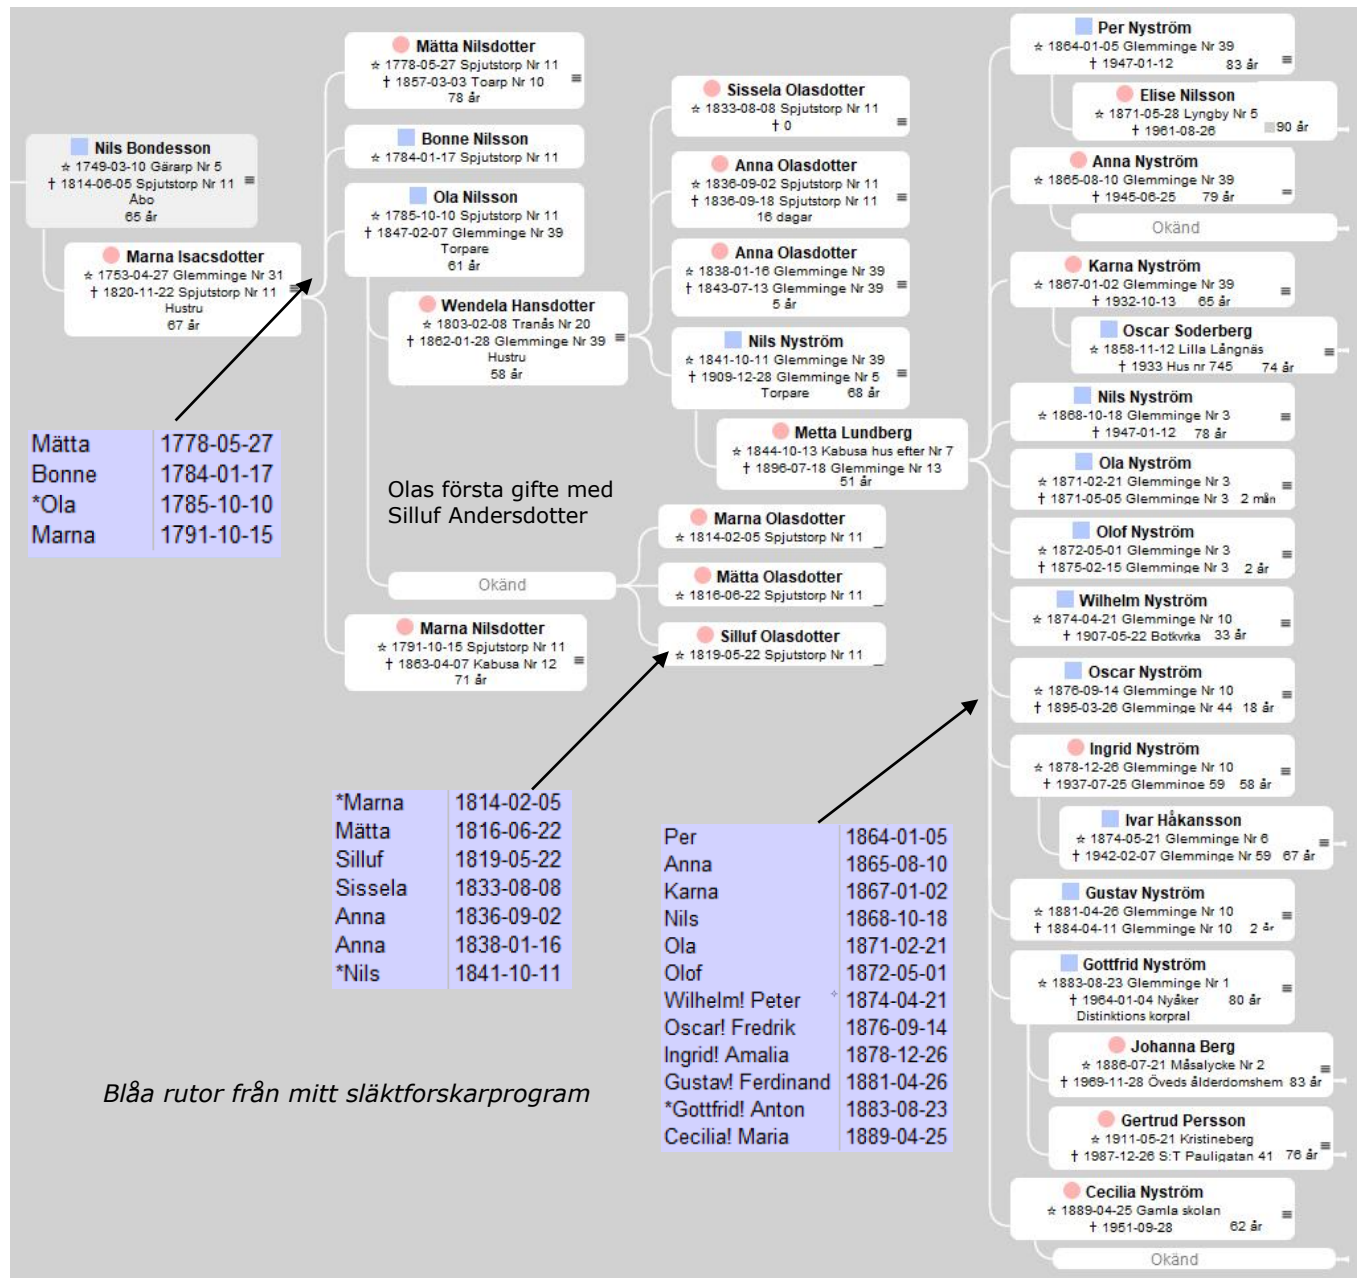 Nils Bondesson
☆ 1749-03-10 Gärarp Nr 5
† 1814-06-05 Spjutstorp Nr 11
Åbo
65 år
Marna Isacsdotter
☆ 1753-04-27 Glemminge Nr 31
† 1820-11-22 Spjutstorp Nr 11
Hustru
67 år
Mätta Nilsdotter
☆ 1778-05-27 Spjutstorp Nr 11
† 1857-03-03 Toarp Nr 10
78 år
Bonne Nilsson
☆ 1784-01-17 Spjutstorp Nr 11
Ola Nilsson
☆ 1785-10-10 Spjutstorp Nr 11
† 1847-02-07 Glemminge Nr 39
Torpare
61 år
Wendela Hansdotter
☆ 1803-02-08 Tranås Nr 20
† 1862-01-28 Glemminge Nr 39
Hustru
58 år
Okänd
Marna Nilsdotter
☆ 1791-10-15 Spjutstorp Nr 11
† 1863-04-07 Kabusa Nr 12
71 år
Sissela Olasdotter
☆ 1833-08-08 Spjutstorp Nr 11
† 0
Anna Olasdotter
☆ 1836-09-02 Spjutstorp Nr 11
† 1836-09-18 Spjutstorp Nr 11
16 dagar
Anna Olasdotter
☆ 1838-01-16 Glemminge Nr 39
† 1843-07-13 Glemminge Nr 39
5 år
Nils Nyström
☆ 1841-10-11 Glemminge Nr 39
† 1909-12-28 Glemminge Nr 5
Torpare 68 år
Metta Lundberg
☆ 1844-10-13 Kabusa hus efter Nr 7
† 1896-07-18 Glemminge Nr 13
51 år
Olas första gifte med
Silluf Andersdotter
Marna Olasdotter
☆ 1814-02-05 Spjutstorp Nr 11
Mätta Olasdotter
☆ 1816-06-22 Spjutstorp Nr 11
Silluf Olasdotter
☆ 1819-05-22 Spjutstorp Nr 11
Per Nyström
☆ 1864-01-05 Glemminge Nr 39
† 1947-01-12 83 år
Elise Nilsson
☆ 1871-05-28 Lyngby Nr 5
† 1961-08-26 90 år
Anna Nyström
☆ 1865-08-10 Glemminge Nr 39
† 1945-06-25 79 år
Okänd
Karna Nyström
☆ 1867-01-02 Glemminge Nr 39
† 1932-10-13 65 år
Oscar Soderberg
☆ 1858-11-12 Lilla Långnäs
† 1933 Hus nr 745 74 år
Nils Nyström
☆ 1868-10-18 Glemminge Nr 3
† 1947-01-12 78 år
Ola Nyström
☆ 1871-02-21 Glemminge Nr 3
† 1871-05-05 Glemminge Nr 3 2 mån
Olof Nyström
☆ 1872-05-01 Glemminge Nr 3
† 1875-02-15 Glemminge Nr 3 2 år
Wilhelm Nyström
☆ 1874-04-21 Glemminge Nr 10
† 1907-05-22 Botkvrka 33 år
Oscar Nyström
☆ 1876-09-14 Glemminge Nr 10
† 1895-03-26 Glemminge Nr 44 18 år
Ingrid Nyström
☆ 1878-12-26 Glemminge Nr 10
† 1937-07-25 Glemminge 59 58 år
Ivar Håkansson
☆ 1874-05-21 Glemminge Nr 6
† 1942-02-07 Glemminge Nr 59 67 år
Gustav Nyström
☆ 1881-04-26 Glemminge Nr 10
† 1884-04-11 Glemminge Nr 10 2 år
Gottfrid Nyström
☆ 1883-08-23 Glemminge Nr 1
† 1964-01-04 Nyåker 80 år
Distinktions korpral
Johanna Berg
☆ 1886-07-21 Måsalycke Nr 2
† 1969-11-28 Öveds ålderdomshem 83 år
Gertrud Persson
☆ 1911-05-21 Kristineberg
† 1987-12-26 S:T Pauligatan 41 76 år
Cecilia Nyström
☆ 1889-04-25 Gamla skolan
† 1951-09-28 62 år
Okänd
Mätta 1778-05-27
Bonne 1784-01-17
*Ola 1785-10-10
Marna 1791-10-15
*Marna 1814-02-05
Mätta 1816-06-22
Silluf 1819-05-22
Sissela 1833-08-08
Anna 1836-09-02
Anna 1838-01-16
*Nils 1841-10-11
Per 1864-01-05
Anna 1865-08-10
Karna 1867-01-02
Nils 1868-10-18
Ola 1871-02-21
Olof 1872-05-01
Wilhelm! Peter 1874-04-21
Oscar! Fredrik 1876-09-14
Ingrid! Amalia 1878-12-26
Gustav! Ferdinand 1881-04-26
*Gottfrid! Anton 1883-08-23
Cecilia! Maria 1889-04-25
Blåa rutor från mitt släktforskarprogram